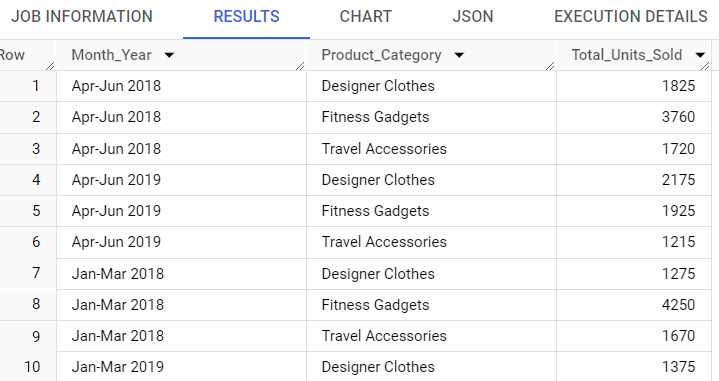 JOB INFORMATION RESULTS CHART JSON EXECUTION DETAILS
Row Month_Year Product_Category Total_Units_Sold
1 Apr-Jun 2018 Designer Clothes 1825
2 Apr-Jun 2018 Fitness Gadgets 3760
3 Apr-Jun 2018 Travel Accessories 1720
4 Apr-Jun 2019 Designer Clothes 2175
5 Apr-Jun 2019 Fitness Gadgets 1925
6 Apr-Jun 2019 Travel Accessories 1215
7 Jan-Mar 2018 Designer Clothes 1275
8 Jan-Mar 2018 Fitness Gadgets 4250
9 Jan-Mar 2018 Travel Accessories 1670
10 Jan-Mar 2019 Designer Clothes 1375